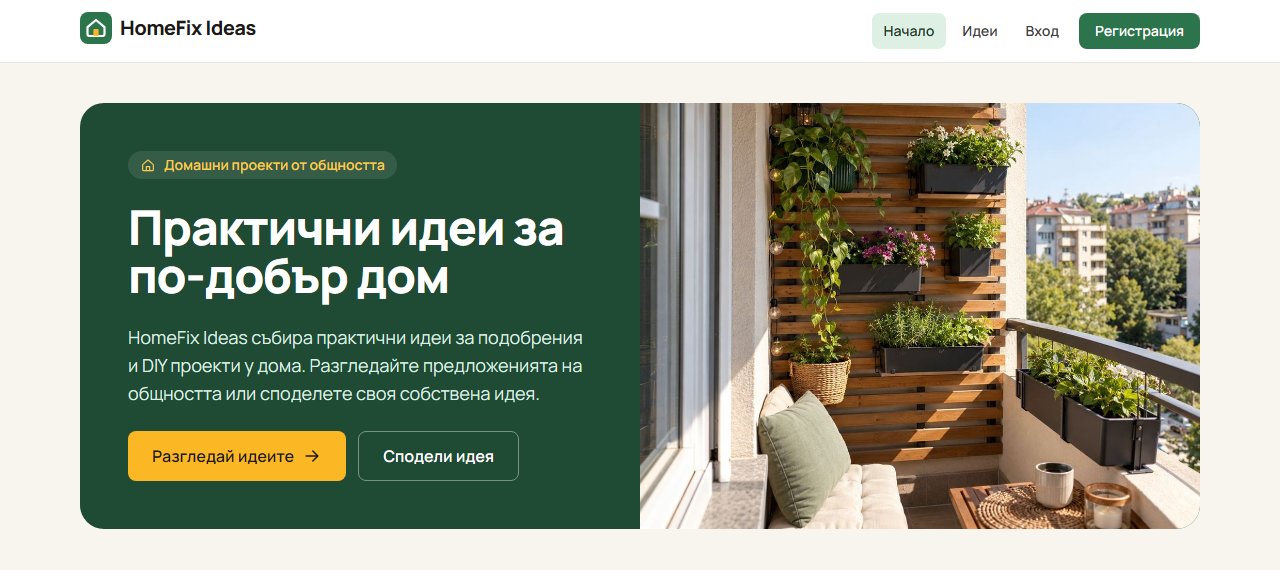 HomeFix Ideas
Начало
Идеи
Вход
Регистрация
Домашни проекти от общността
Практични идеи за
по-добър дом
HomeFix Ideas събира практични идеи за подобрения
и DIY проекти у дома. Разгледайте предложенията на
общността или споделете своя собствена идея.
Разгледай идеите →
Сподели идея